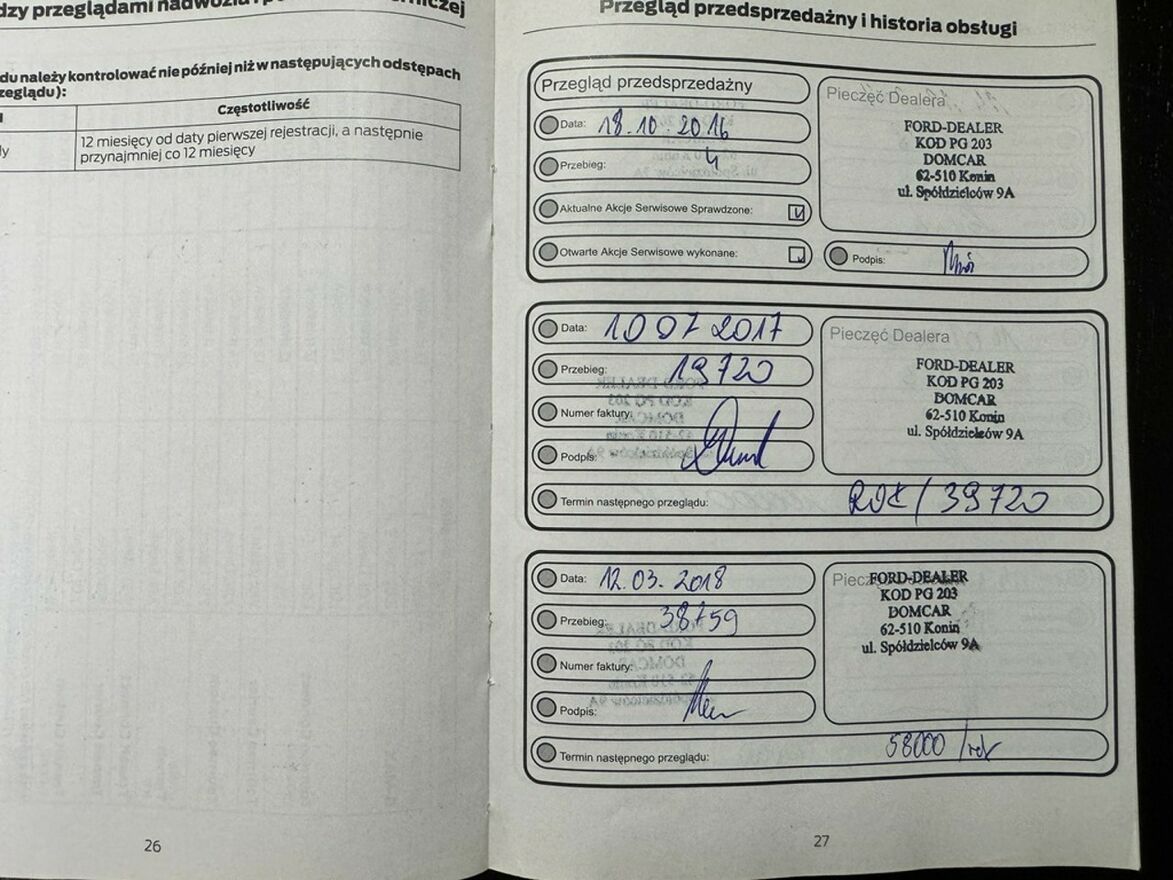 dzy przeglądami nadwozia i
du należy kontrolować nie później niż w następujących odstępach
zeglądu):
Częstotliwość
ly
12 miesięcy od daty pierwszej rejestracji, a następnie
przynajmniej co 12 miesięcy
26
Przegląd przedsprzedażny i historia obsługi
Przegląd przedsprzedażny
Data: 18.10.2016
Przebieg: 4
Aktualne Akcje Serwisowe Sprawdzone:
Otwarte Akcje Serwisowe wykonane:
Pieczęć Dealera
FORD-DEALER
KOD PG 203
DOMCAR
62-510 Konin
ul. Spółdzielców 9A
Podpis:
Data: 10 07 2017
Przebieg: 19720
Numer faktury:
Podpis:
Pieczęć Dealera
FORD-DEALER
KOD PG 203
DOMCAR
62-510 Konin
ul. Spółdzielców 9A
Termin następnego przeglądu: ROK / 39720
Data: 12.03.2018
Przebieg: 38759
Numer faktury:
Podpis:
Piecz
FORD-DEALER
KOD PG 203
DOMCAR
62-510 Konin
ul. Spółdzielców 9A
Termin następnego przeglądu: 58000 / rok
27